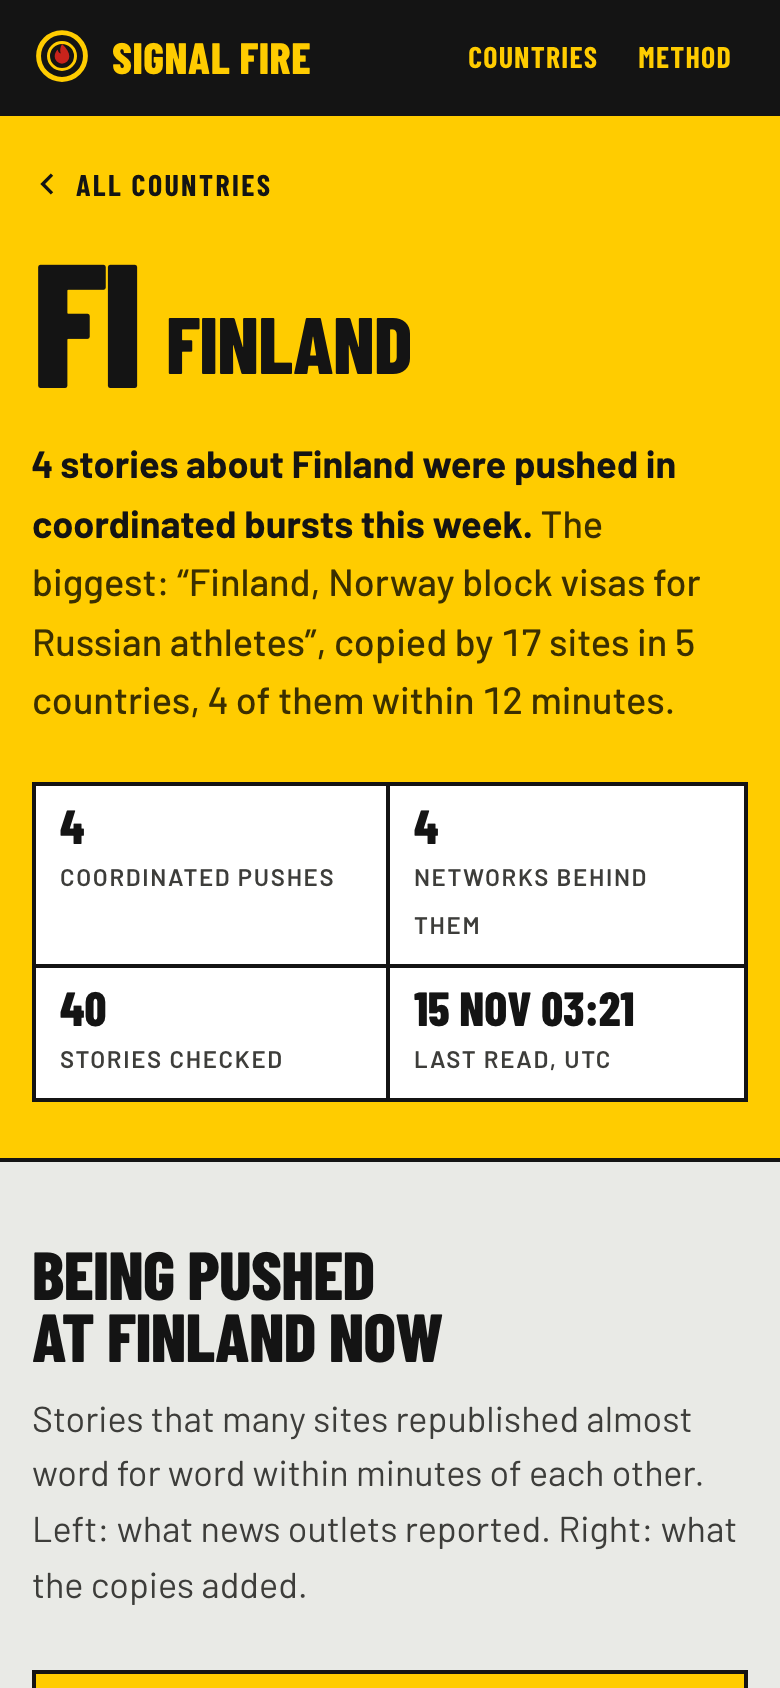 SIGNAL FIRE
COUNTRIES
METHOD
ALL COUNTRIES
FI FINLAND
4 stories about Finland were pushed in
coordinated bursts this week. The
biggest: “Finland, Norway block visas for
Russian athletes”, copied by 17 sites in 5
countries, 4 of them within 12 minutes.
4
COORDINATED PUSHES
4
NETWORKS BEHIND
THEM
40
STORIES CHECKED
15 NOV 03:21
LAST READ, UTC
BEING PUSHED
AT FINLAND NOW
Stories that many sites republished almost
word for word within minutes of each other.
Left: what news outlets reported. Right: what
the copies added.